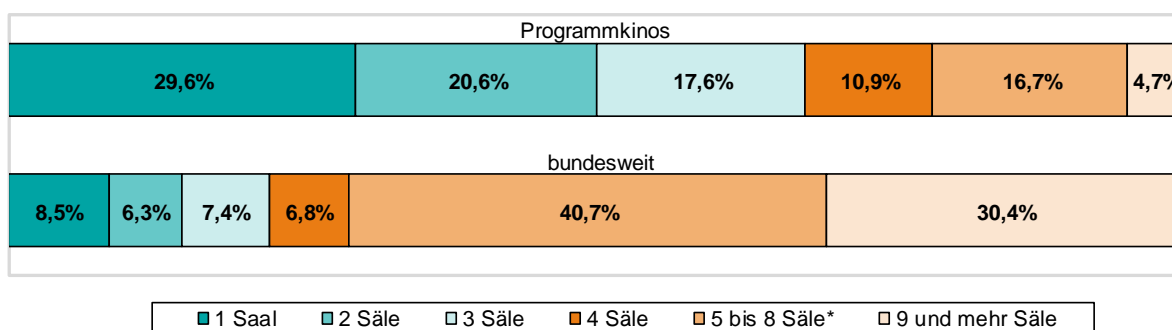 Programmkinos
29,6% 20,6% 17,6% 10,9% 16,7% 4,7%
bundesweit
8,5% 6,3% 7,4% 6,8% 40,7% 30,4%
1 Saal 2 Säle 3 Säle 4 Säle 5 bis 8 Säle* 9 und mehr Säle